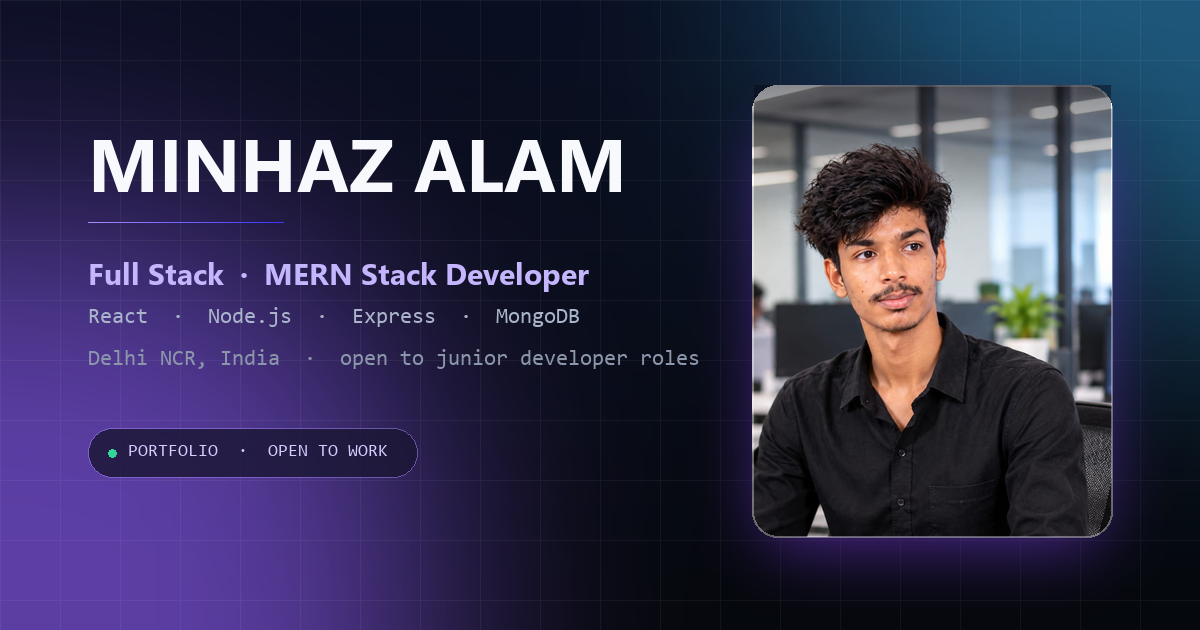 MINHAZ ALAM
Full Stack · MERN Stack Developer
React · Node.js · Express · MongoDB
Delhi NCR, India · open to junior developer roles
PORTFOLIO · OPEN TO WORK